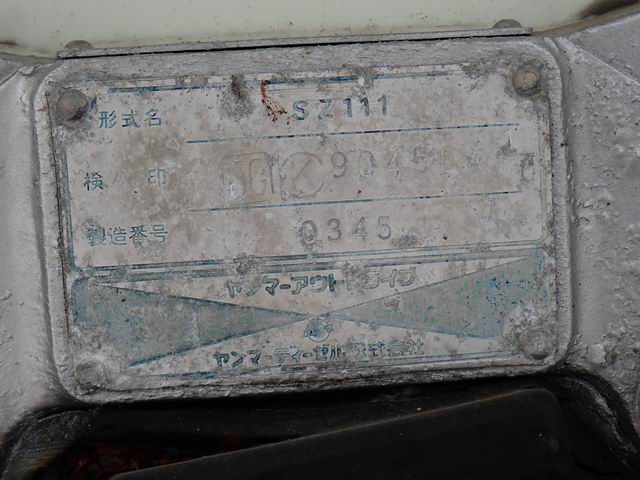 形式名 SZ111
検 印
製造番号 0345
ヤンマーアウトドライブ
ヤンマーディーゼル株式会社